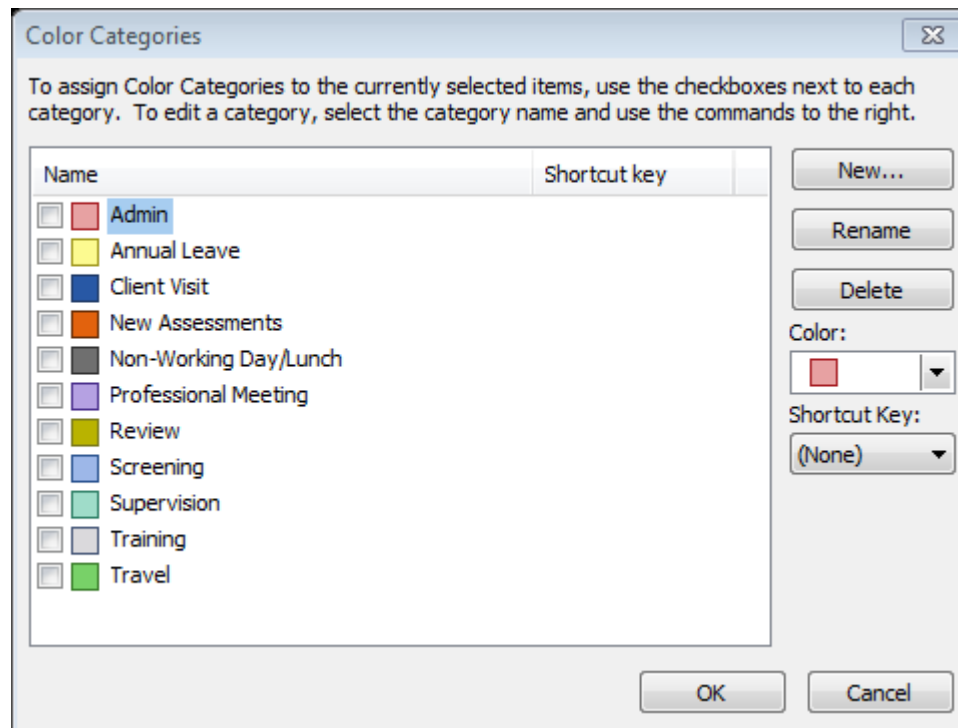 Color Categories
To assign Color Categories to the currently selected items, use the checkboxes next to each
category. To edit a category, select the category name and use the commands to the right.
Name Shortcut key
Admin
Annual Leave
Client Visit
New Assessments
Non-Working Day/Lunch
Professional Meeting
Review
Screening
Supervision
Training
Travel
New...
Rename
Delete
Color:
Shortcut Key:
(None)
OK Cancel